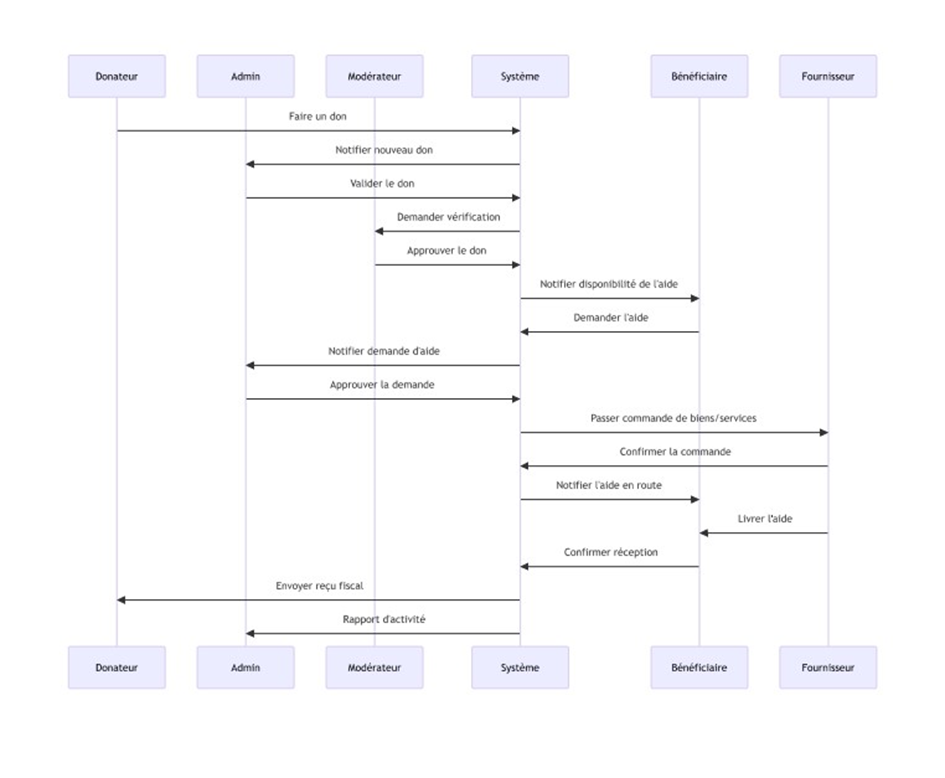 Donateur
Admin
Modérateur
Système
Bénéficiaire
Fournisseur
Faire un don
Notifier nouveau don
Valider le don
Demander vérification
Approuver le don
Notifier disponibilité de l'aide
Demander l'aide
Notifier demande d'aide
Approuver la demande
Passer commande de biens/services
Confirmer la commande
Notifier l'aide en route
Livrer l'aide
Confirmer réception
Envoyer reçu fiscal
Rapport d'activité
Donateur
Admin
Modérateur
Système
Bénéficiaire
Fournisseur